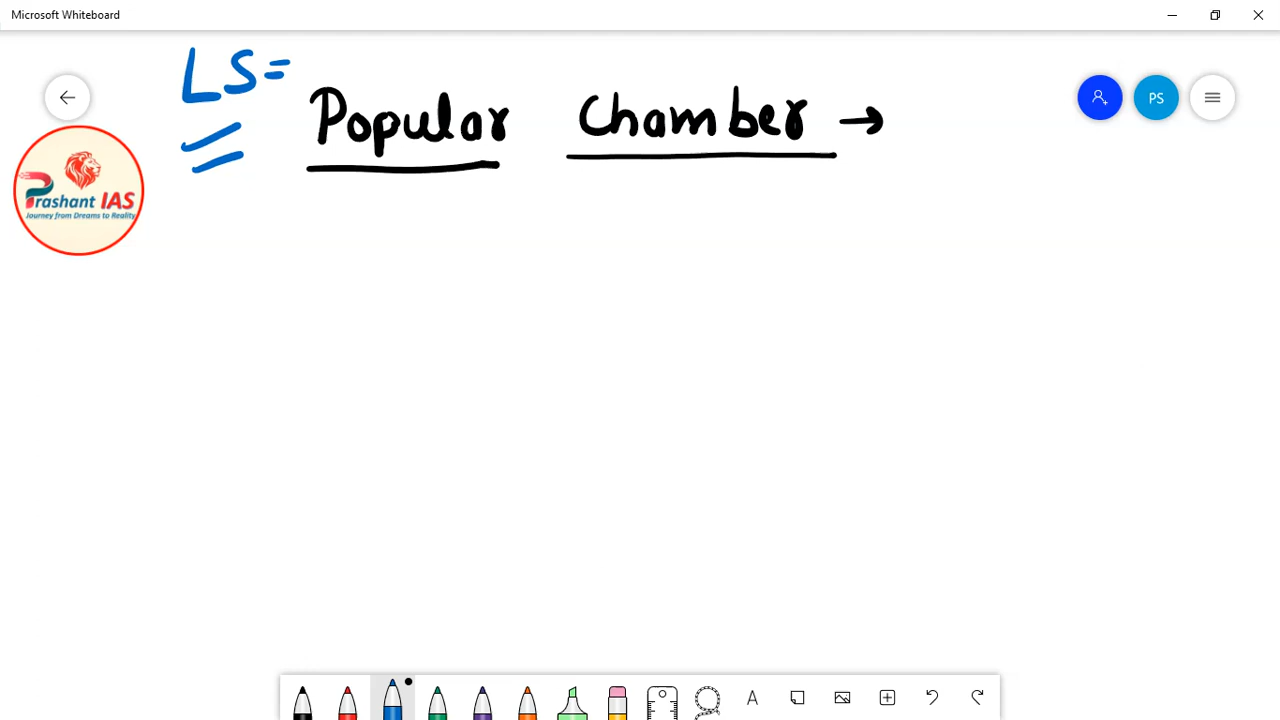 Microsoft Whiteboard
LS=
Popular Chamber →
PS
Prashant IAS
Journey from Dreams to Reality
A